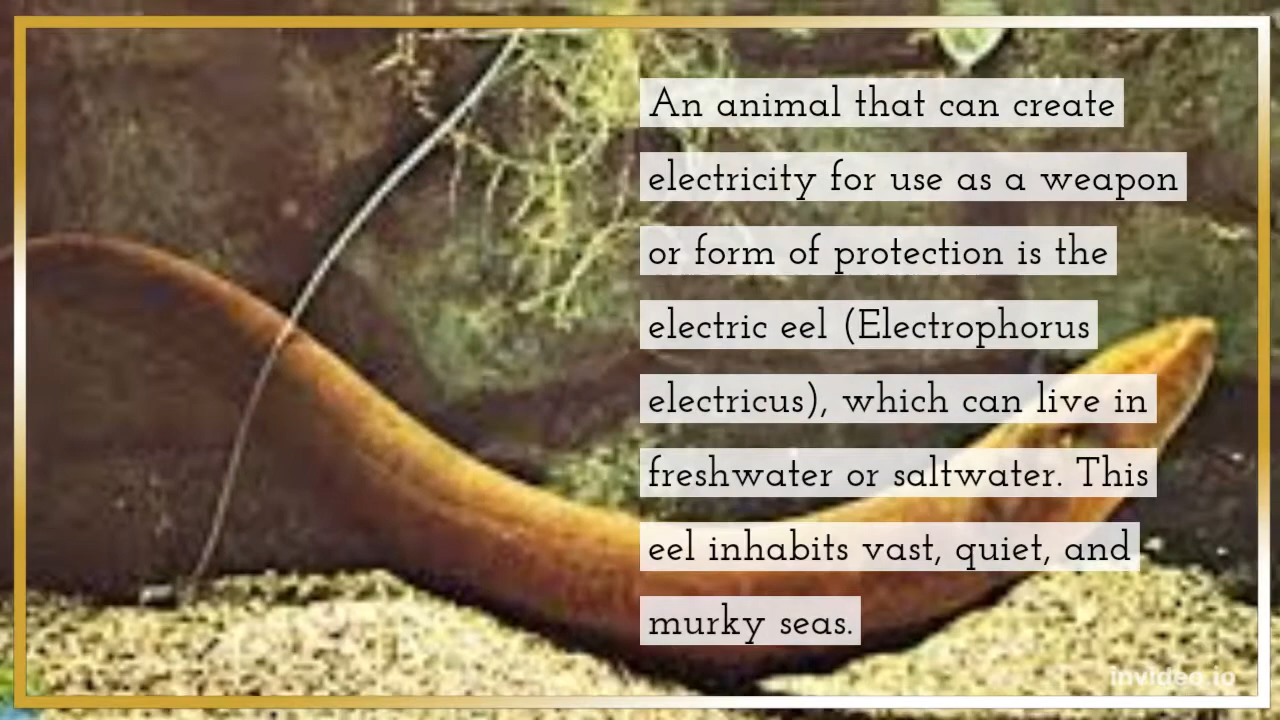 An animal that can create
electricity for use as a weapon
or form of protection is the
electric eel (Electrophorus
electricus), which can live in
freshwater or saltwater. This
eel inhabits vast, quiet, and
murky seas.
invideo.io